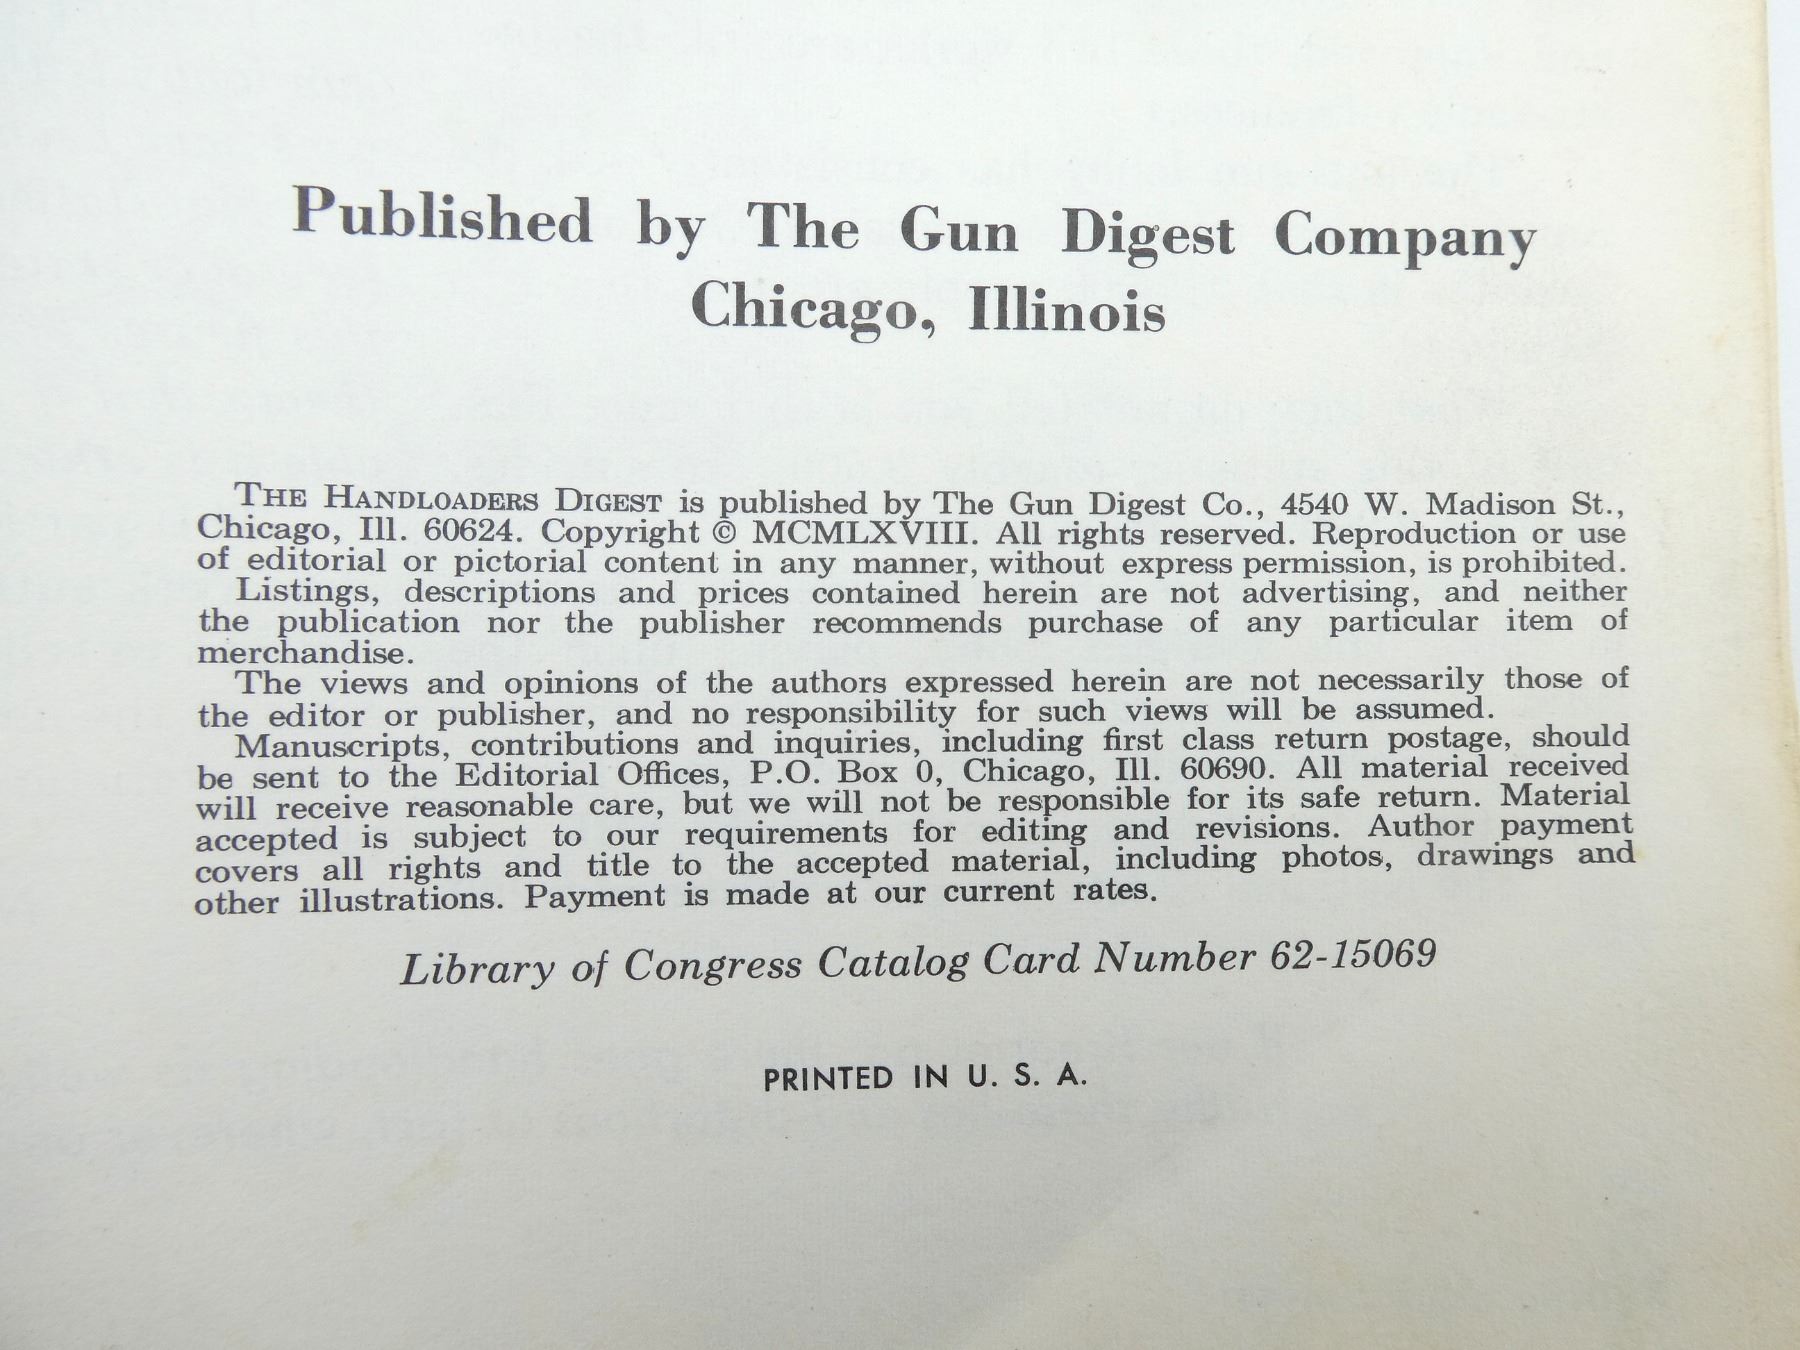 Published by The Gun Digest Company
Chicago, Illinois
THE HANDLOADERS DIGEST is published by The Gun Digest Co., 4540 W. Madison St.,
Chicago, Ill. 60624. Copyright © MCMLXVIII. All rights reserved. Reproduction or use
of editorial or pictorial content in any manner, without express permission, is prohibited.
Listings, descriptions and prices contained herein are not advertising, and neither
the publication nor the publisher recommends purchase of any particular item of
merchandise.
The views and opinions of the authors expressed herein are not necessarily those of
the editor or publisher, and no responsibility for such views will be assumed.
Manuscripts, contributions and inquiries, including first class return postage, should
be sent to the Editorial Offices, P.O. Box 0, Chicago, Ill. 60690. All material received
will receive reasonable care, but we will not be responsible for its safe return. Material
accepted is subject to our requirements for editing and revisions. Author payment
covers all rights and title to the accepted material, including photos, drawings and
other illustrations. Payment is made at our current rates.
Library of Congress Catalog Card Number 62-15069
PRINTED IN U. S. A.